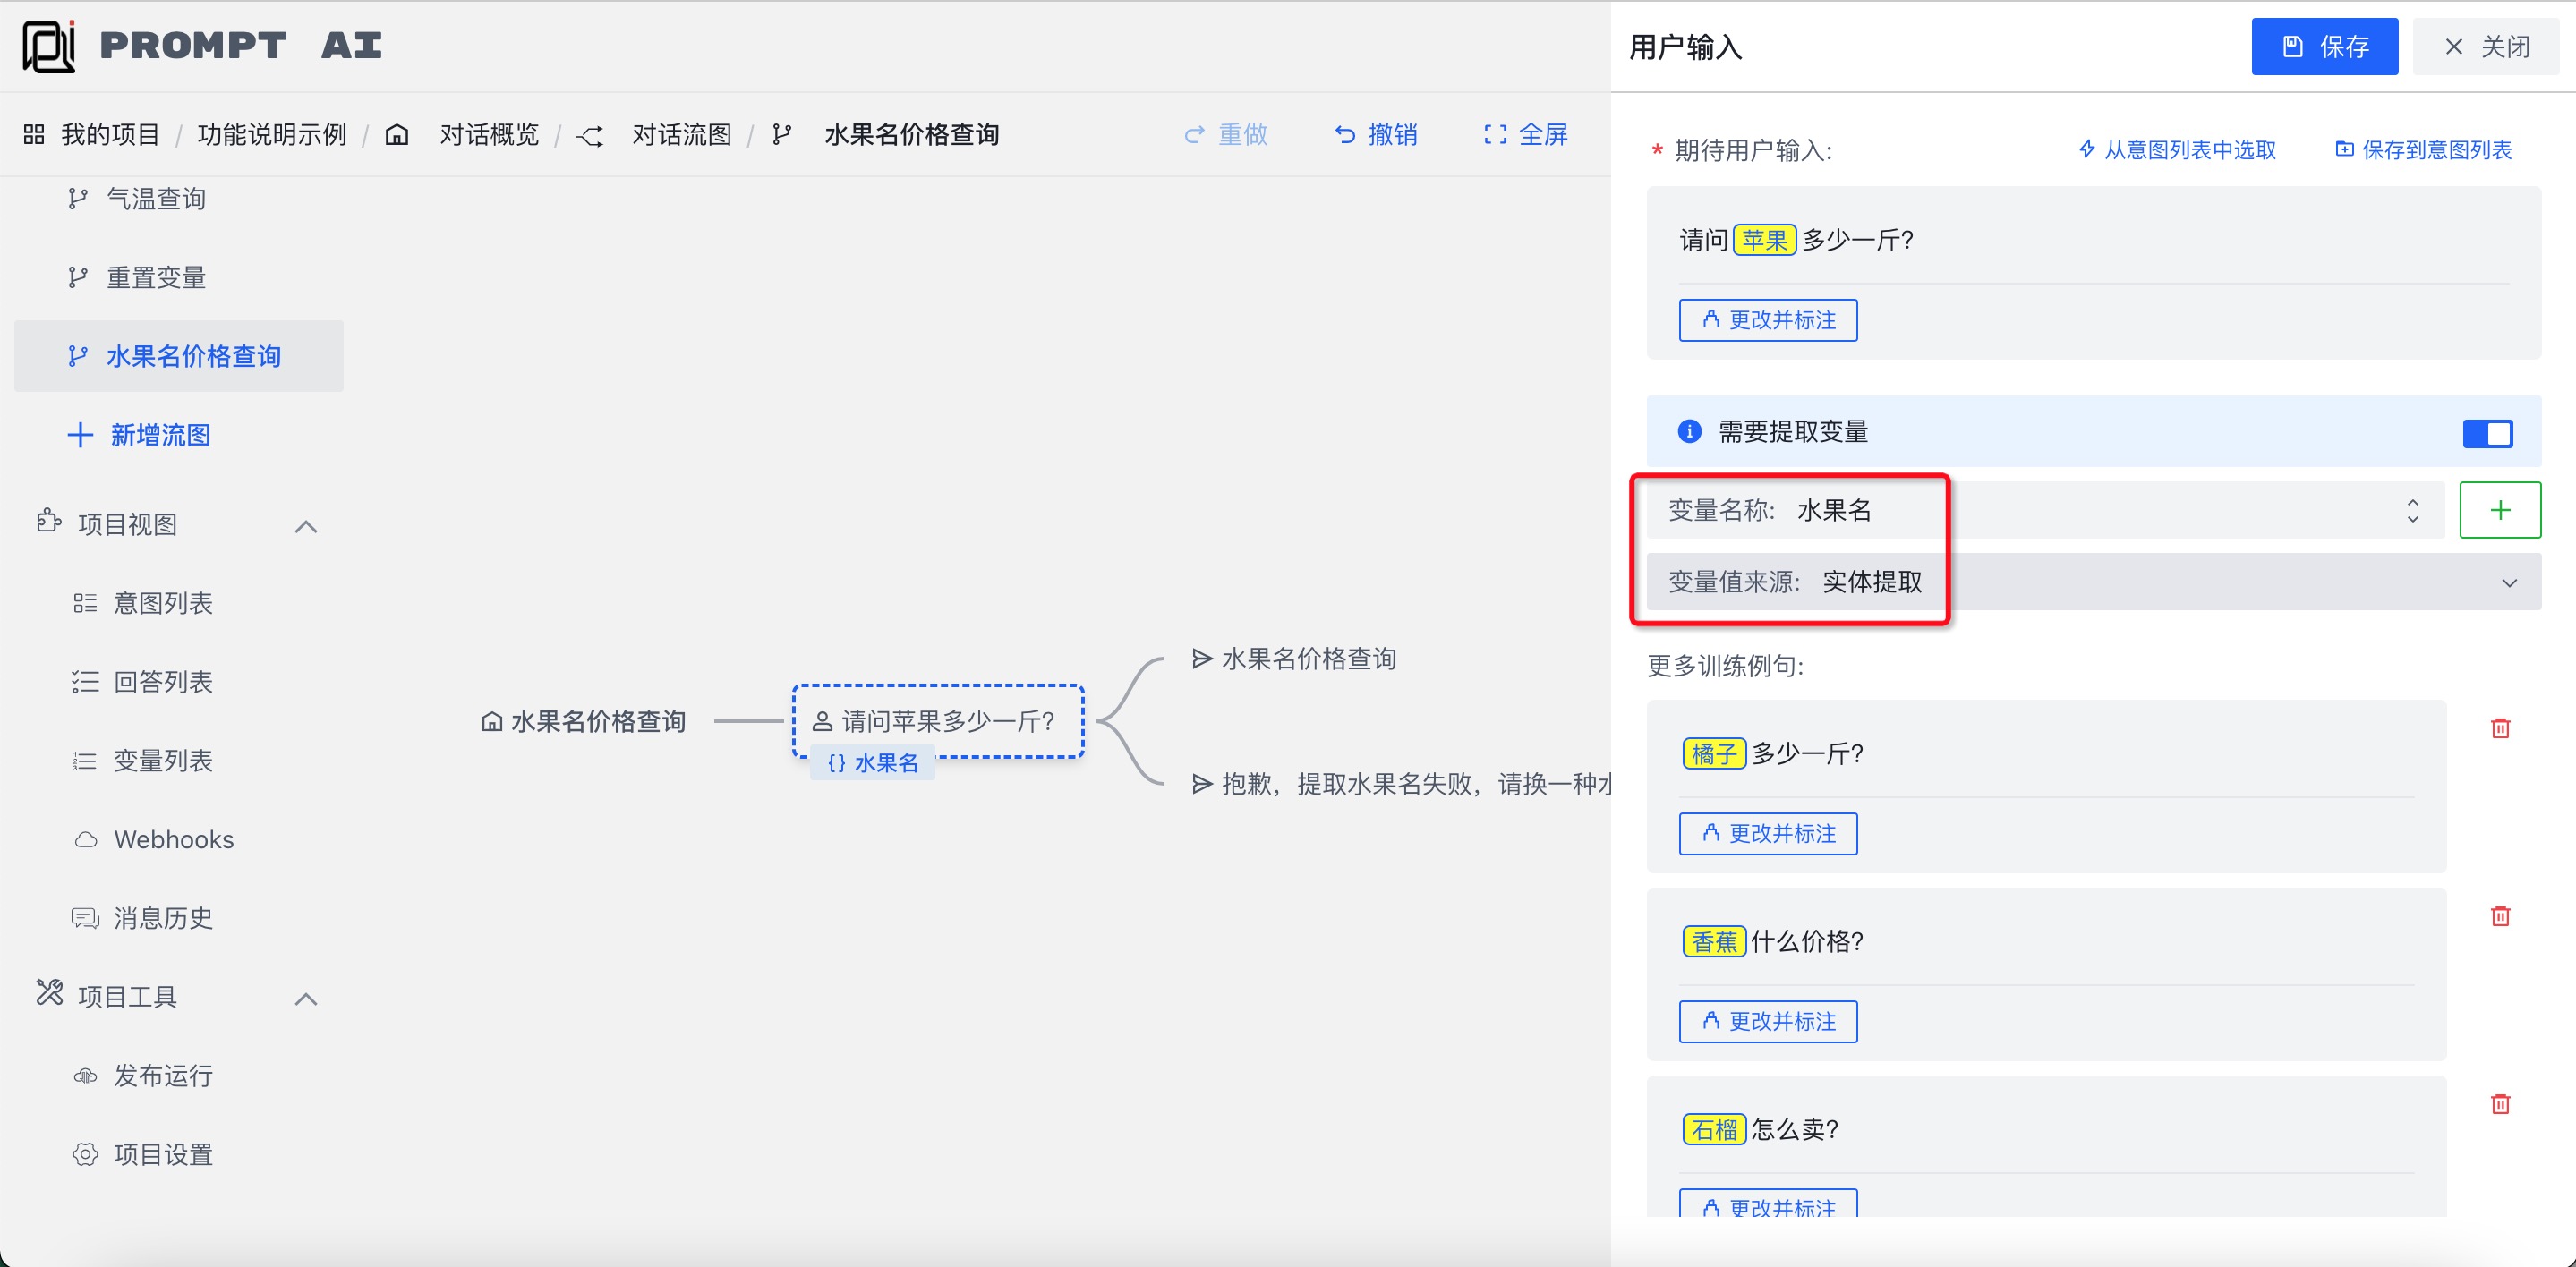 PROMPT AI
我的项目 / 功能说明示例 / 对话概览 / 对话流图 / 水果名价格查询
重做 撤销 全屏
气温查询
重置变量
水果名价格查询
新增流图
项目视图
意图列表
回答列表
变量列表
Webhooks
消息历史
项目工具
发布运行
项目设置
水果名价格查询
请问苹果多少一斤?
{} 水果名
水果名价格查询
抱歉，提取水果名失败，请换一种
用户输入
保存
关闭
* 期待用户输入:
从意图列表中选取
保存到意图列表
请问 苹果 多少一斤?
更改并标注
需要提取变量
变量名称: 水果名
变量值来源: 实体提取
更多训练例句:
橘子 多少一斤?
更改并标注
香蕉 什么价格?
更改并标注
石榴 怎么卖?
更改并标注